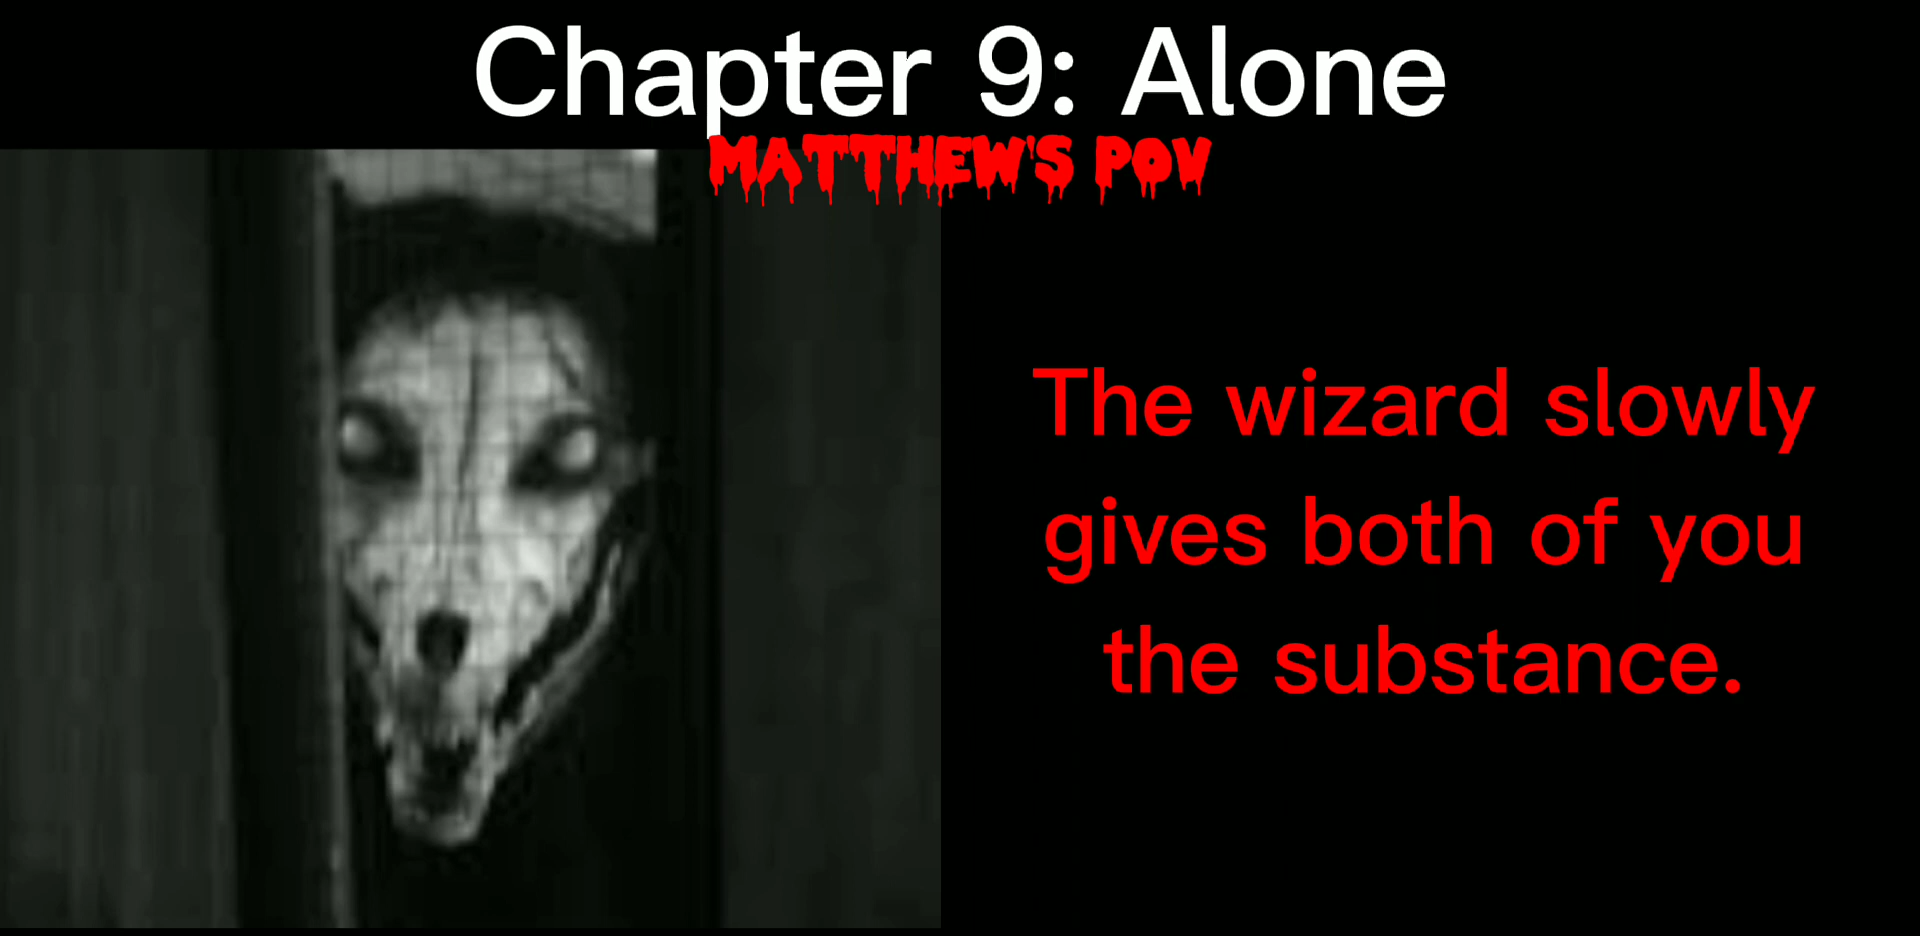 Chapter 9: Alone
MATTHEW'S POV
The wizard slowly
gives both of you
the substance.